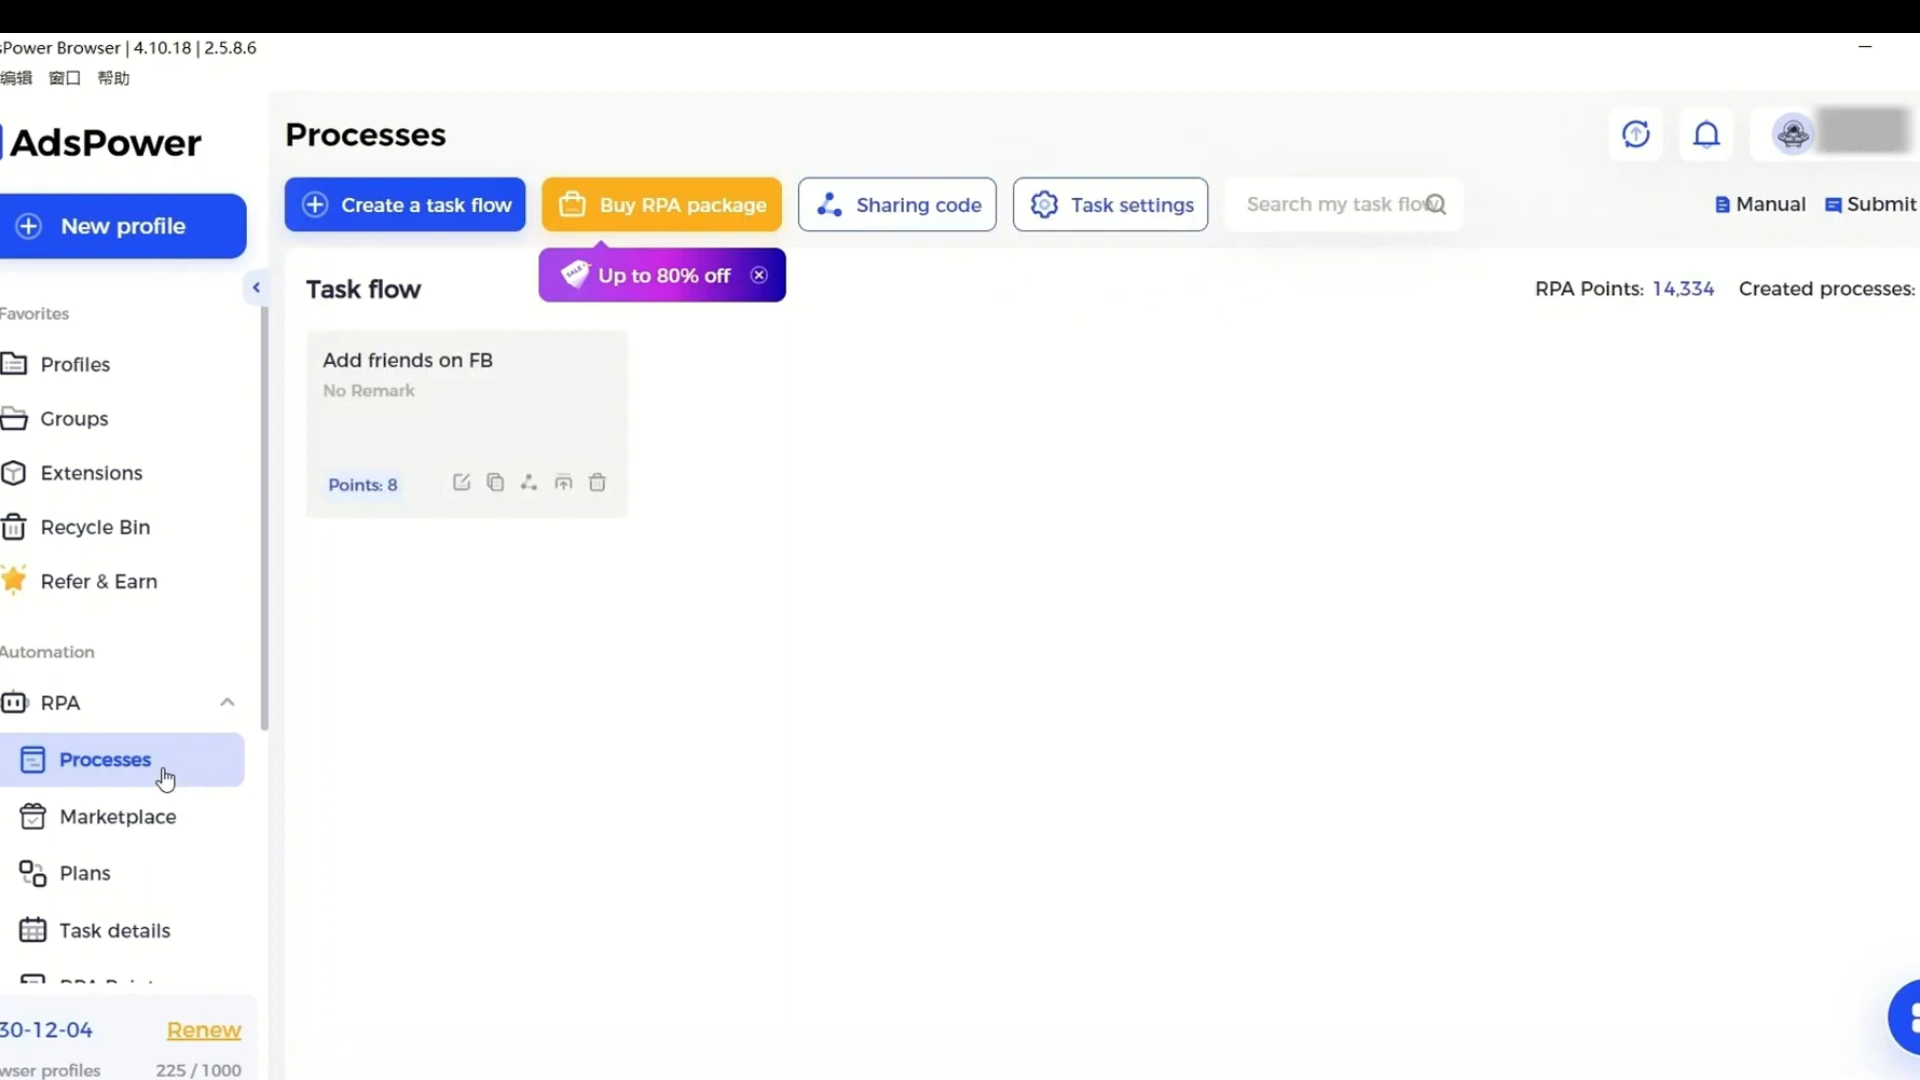 sPower Browser | 4.10.18 | 2.5.8.6
编辑 窗口 帮助
AdsPower
Processes
New profile
Create a task flow
Buy RPA package
Sharing code
Task settings
Search my task flow
Manual
Submit
SALE
Up to 80% off
Task flow
RPA Points: 14,334
Created processes:
Add friends on FB
No Remark
Points: 8
Favorites
Profiles
Groups
Extensions
Recycle Bin
Refer & Earn
Automation
RPA
Processes
Marketplace
Plans
Task details
30-12-04
Renew
wser profiles
225 / 1000